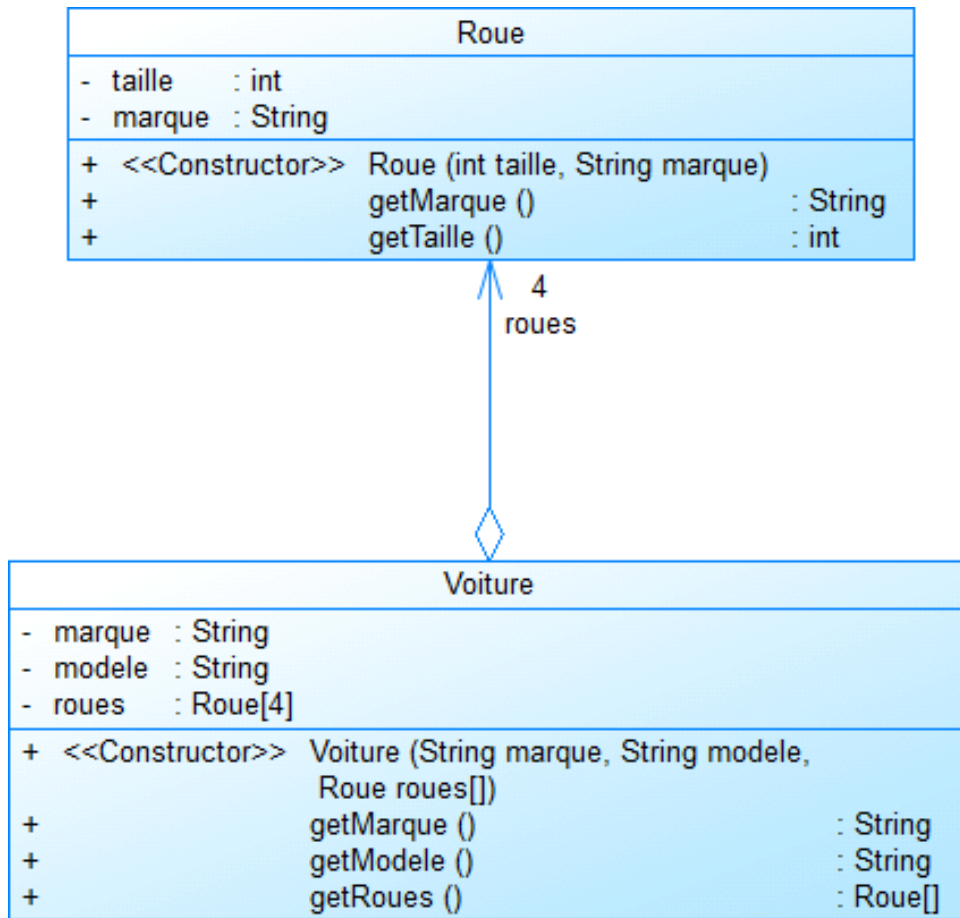 Roue
- taille : int
- marque : String
+ <<Constructor>> Roue (int taille, String marque)
+ getMarque () : String
+ getTaille () : int
4
roues
Voiture
- marque : String
- modele : String
- roues : Roue[4]
+ <<Constructor>> Voiture (String marque, String modele,
Roue roues[])
+ getMarque () : String
+ getModele () : String
+ getRoues () : Roue[]